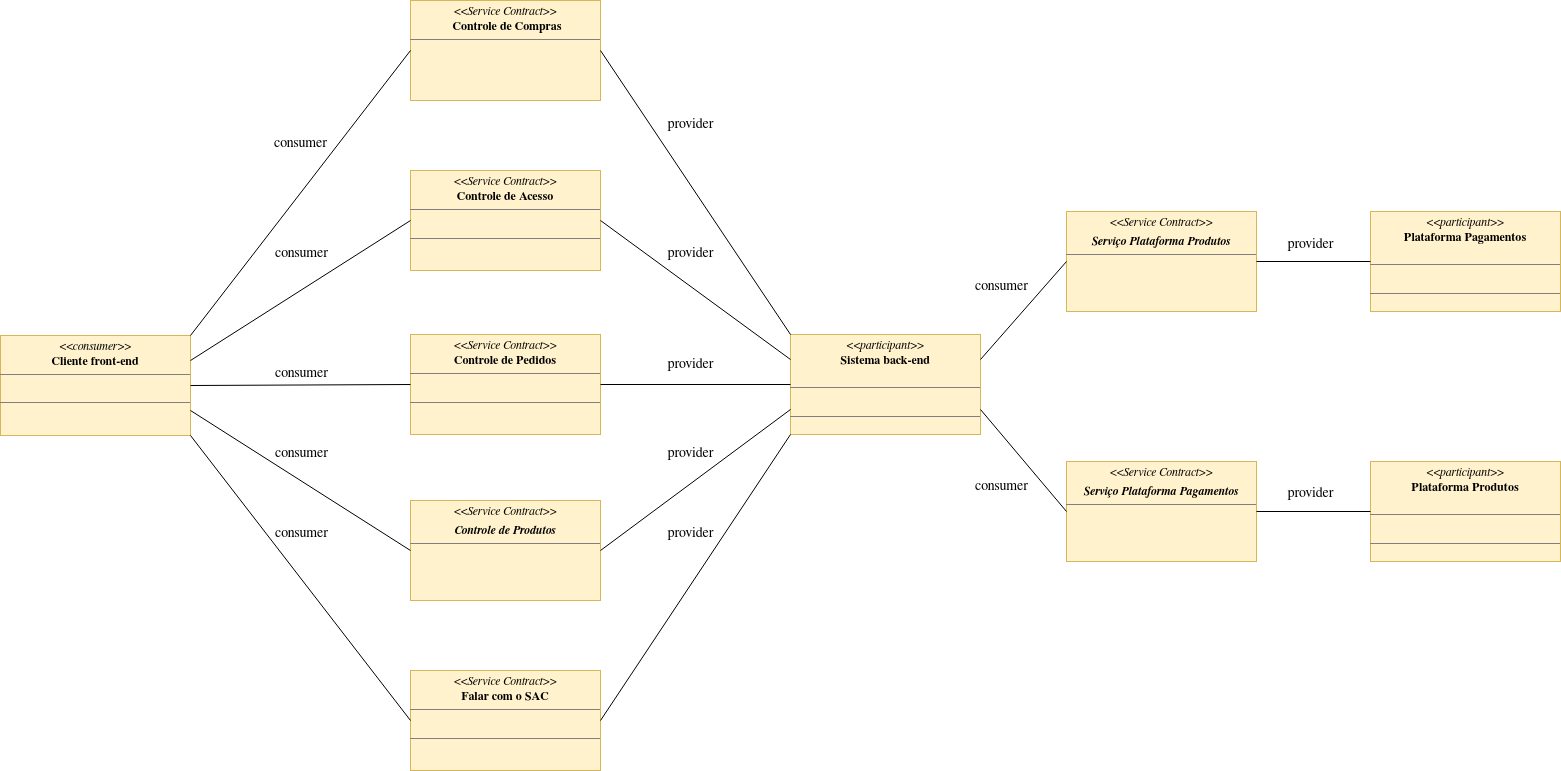 <<Service Contract>>
Controle de Compras
consumer
provider
<<Service Contract>>
Controle de Acesso
consumer
provider
<<consumer>>
Cliente front-end
consumer
<<Service Contract>>
Controle de Pedidos
provider
<<participant>>
Sistema back-end
consumer
provider
<<Service Contract>>
Controle de Produtos
consumer
provider
<<Service Contract>>
Falar com o SAC
consumer
<<Service Contract>>
Serviço Plataforma Produtos
provider
<<participant>>
Plataforma Pagamentos
consumer
<<Service Contract>>
Serviço Plataforma Pagamentos
provider
<<participant>>
Plataforma Produtos